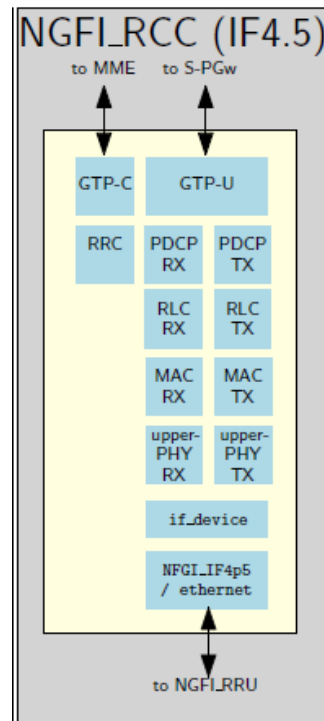 NGFI_RCC (IF4.5)
to MME to S-PGw
GTP-C GTP-U
RRC PDCP PDCP
RX TX
RLC RLC
RX TX
MAC MAC
RX TX
upper- upper-
PHY PHY
RX TX
if_device
NFGI_IF4p5
/ ethernet
to NGFI_RRU